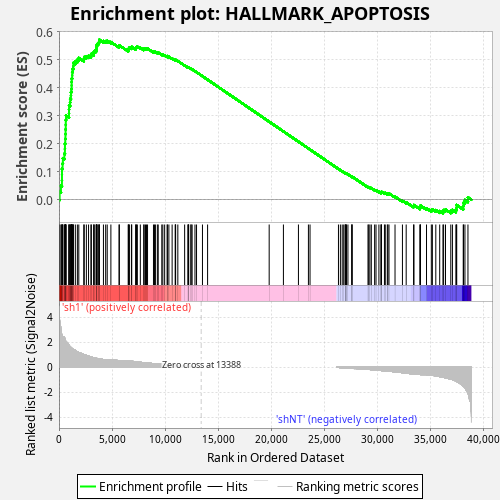 Enrichment plot: HALLMARK_APOPTOSIS
Enrichment score (ES)
0.6
0.5
0.4
0.3
0.2
0.1
0.0
'sh1' (positively correlated)
Ranked list metric (Signal2Noise)
4
2
0
-2
-4
Zero cross at 13388
'shNT' (negatively correlated)
0
5,000
10,000
15,000
20,000
25,000
30,000
35,000
40,000
Rank in Ordered Dataset
Enrichment profile
Hits
Ranking metric scores